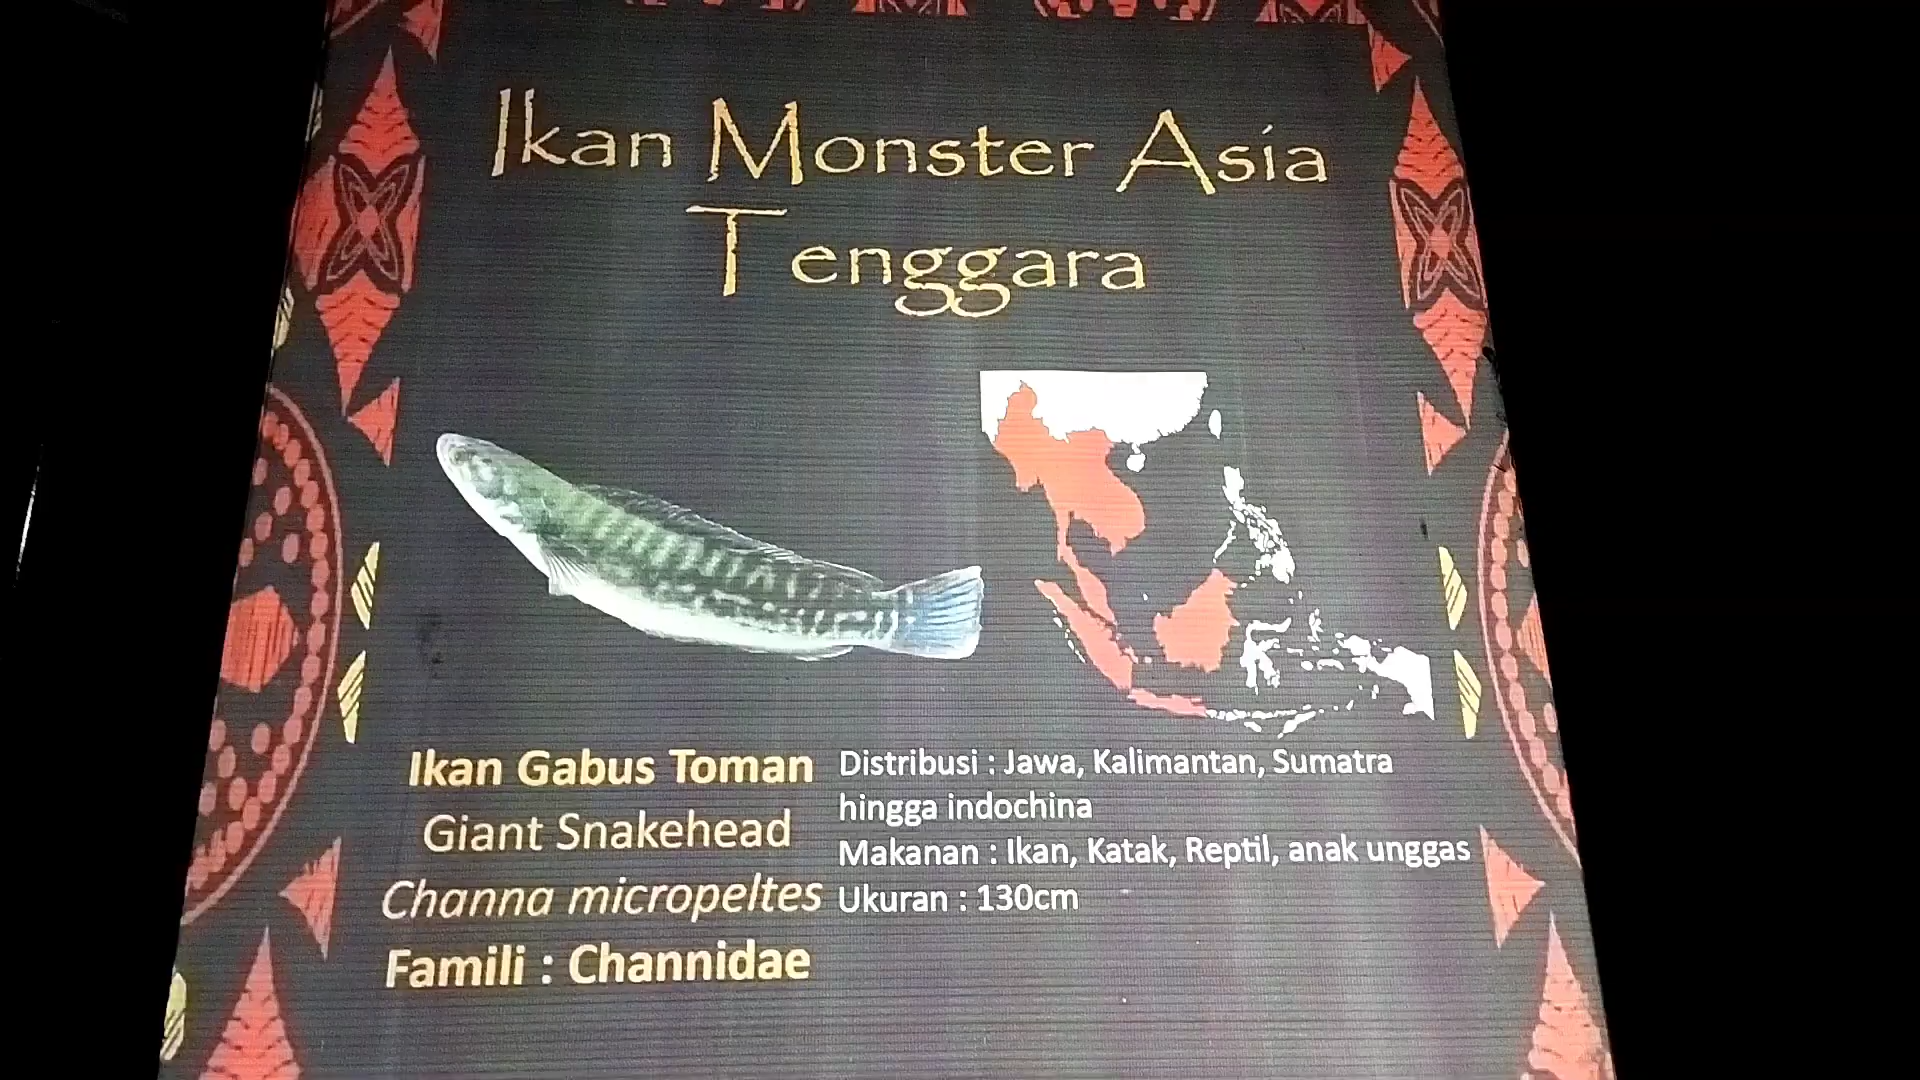 Ikan Monster Asia
Tenggara
Ikan Gabus Toman
Giant Snakehead
Channa micropeltes
Famili : Channidae
Distribusi : Jawa, Kalimantan, Sumatra
hingga indochina
Makanan : Ikan, Katak, Reptil, anak unggas
Ukuran : 130cm